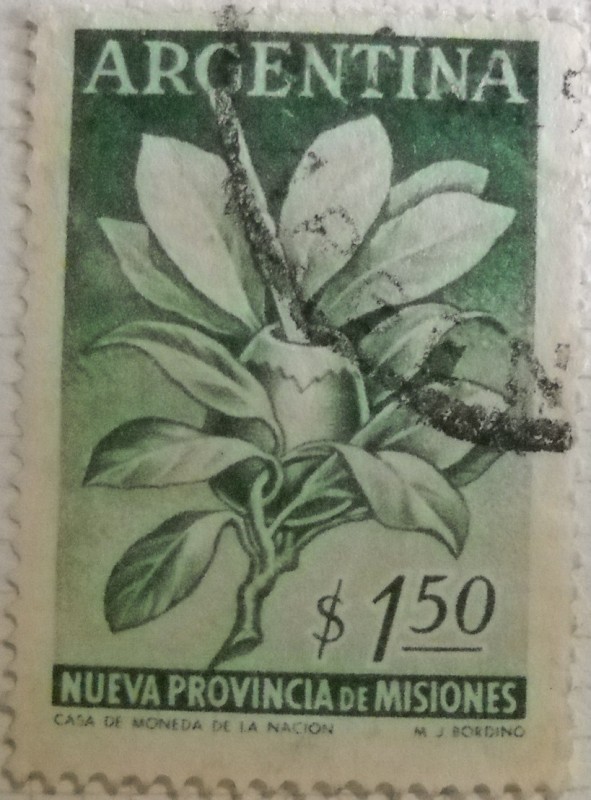 ARGENTINA
$ 1.50
NUEVA PROVINCIA DE MISIONES
CASA DE MONEDA DE LA NACION M J BORDINO